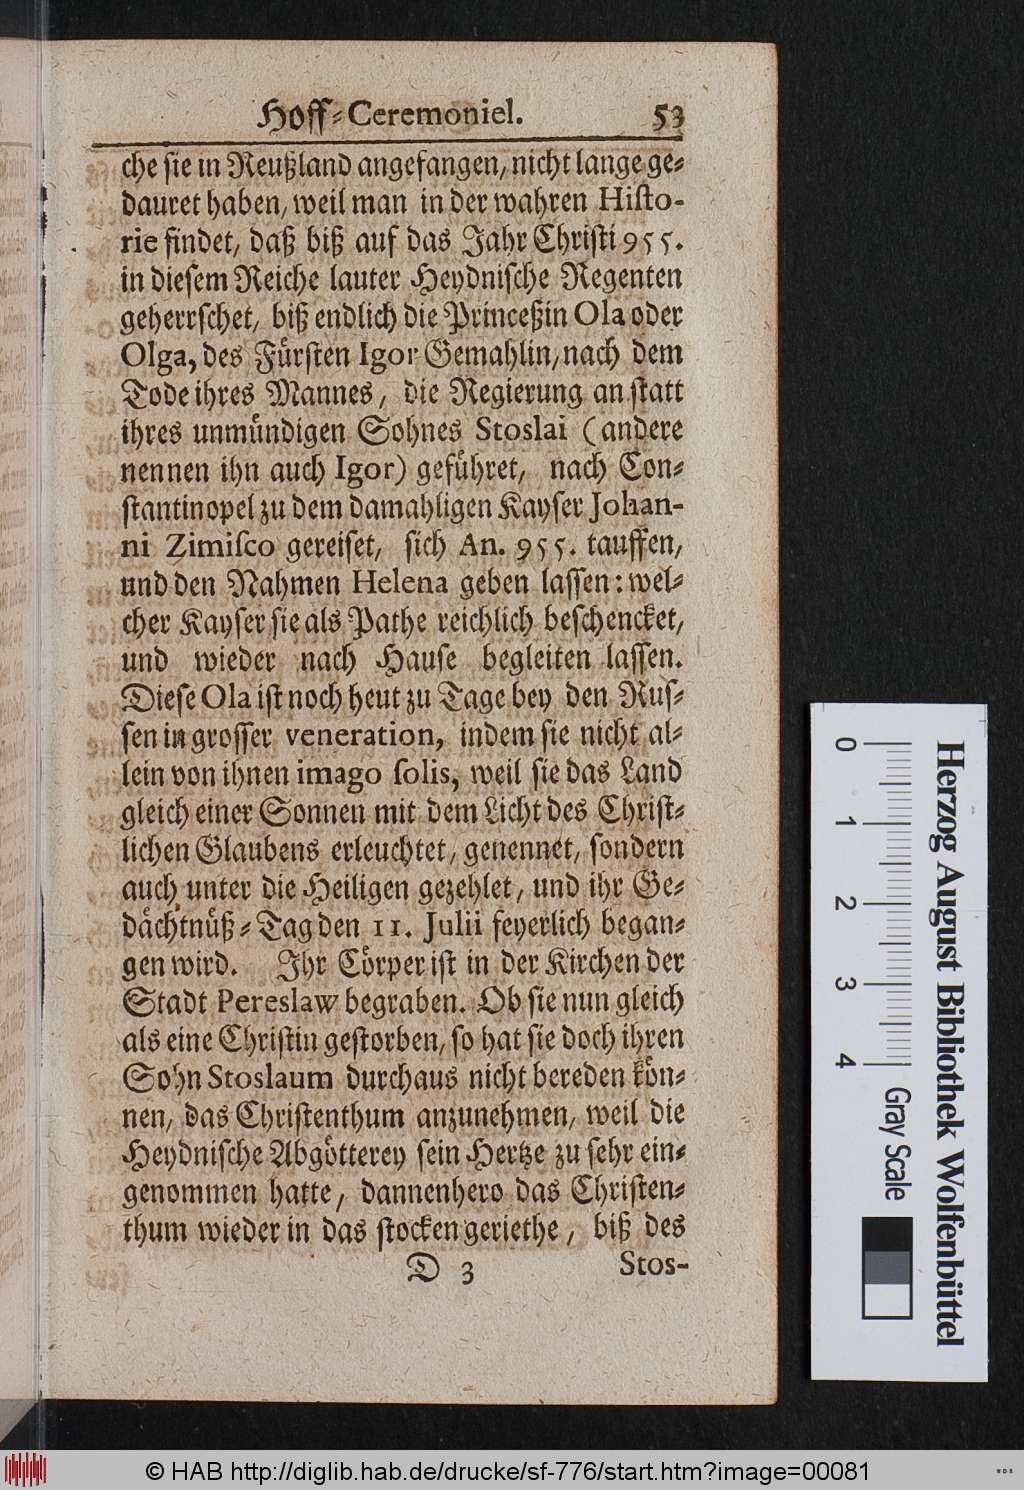 Hoff-Ceremoniel. 53
che sie in Reußland angefangen, nicht lange ge-
dauret haben, weil man in der wahren Histo-
rie findet, daß biß auf das Jahr Christi 955.
in diesem Reiche lauter Heydnische Regenten
geherrschet, biß endlich die Princeßin Ola oder
Olga, des Fürsten Igor Gemahlin, nach dem
Tode ihres Mannes, die Regierung an statt
ihres unmündigen Sohnes Stoslai (andere
nennen ihn auch Igor) geführet, nach Con-
stantinopel zu dem damahligen Kayser Johan-
ni Zimisco gereiset, sich An. 955. tauffen,
und den Nahmen Helena geben lassen: wel-
cher Kayser sie als Pathe reichlich beschencket,
und wieder nach Hause begleiten lassen.
Diese Ola ist noch heut zu Tage bey den Rus-
sen in grosser veneration, indem sie nicht al-
lein von ihnen imago solis, weil sie das Land
gleich einer Sonnen mit dem Licht des Christ-
lichen Glaubens erleuchtet, genennet, sondern
auch unter die Heiligen gezehlet, und ihr Ge-
dächtnüß-Tag den 11. Julii feyerlich began-
gen wird. Ihr Cörper ist in der Kirchen der
Stadt Pereslaw begraben. Ob sie nun gleich
als eine Christin gestorben, so hat sie doch ihren
Sohn Stoslaum durchaus nicht bereden kön-
nen, das Christenthum anzunehmen, weil die
Heydnische Abgötterey sein Hertze zu sehr ein-
genommen hatte, dannenhero das Christen-
thum wieder in das stocken geriethe, biß des
D 3 Stos-
0 1 2 3 4
Gray Scale
Herzog August Bibliothek Wolfenbüttel
© HAB http://diglib.hab.de/drucke/sf-776/start.htm?image=00081